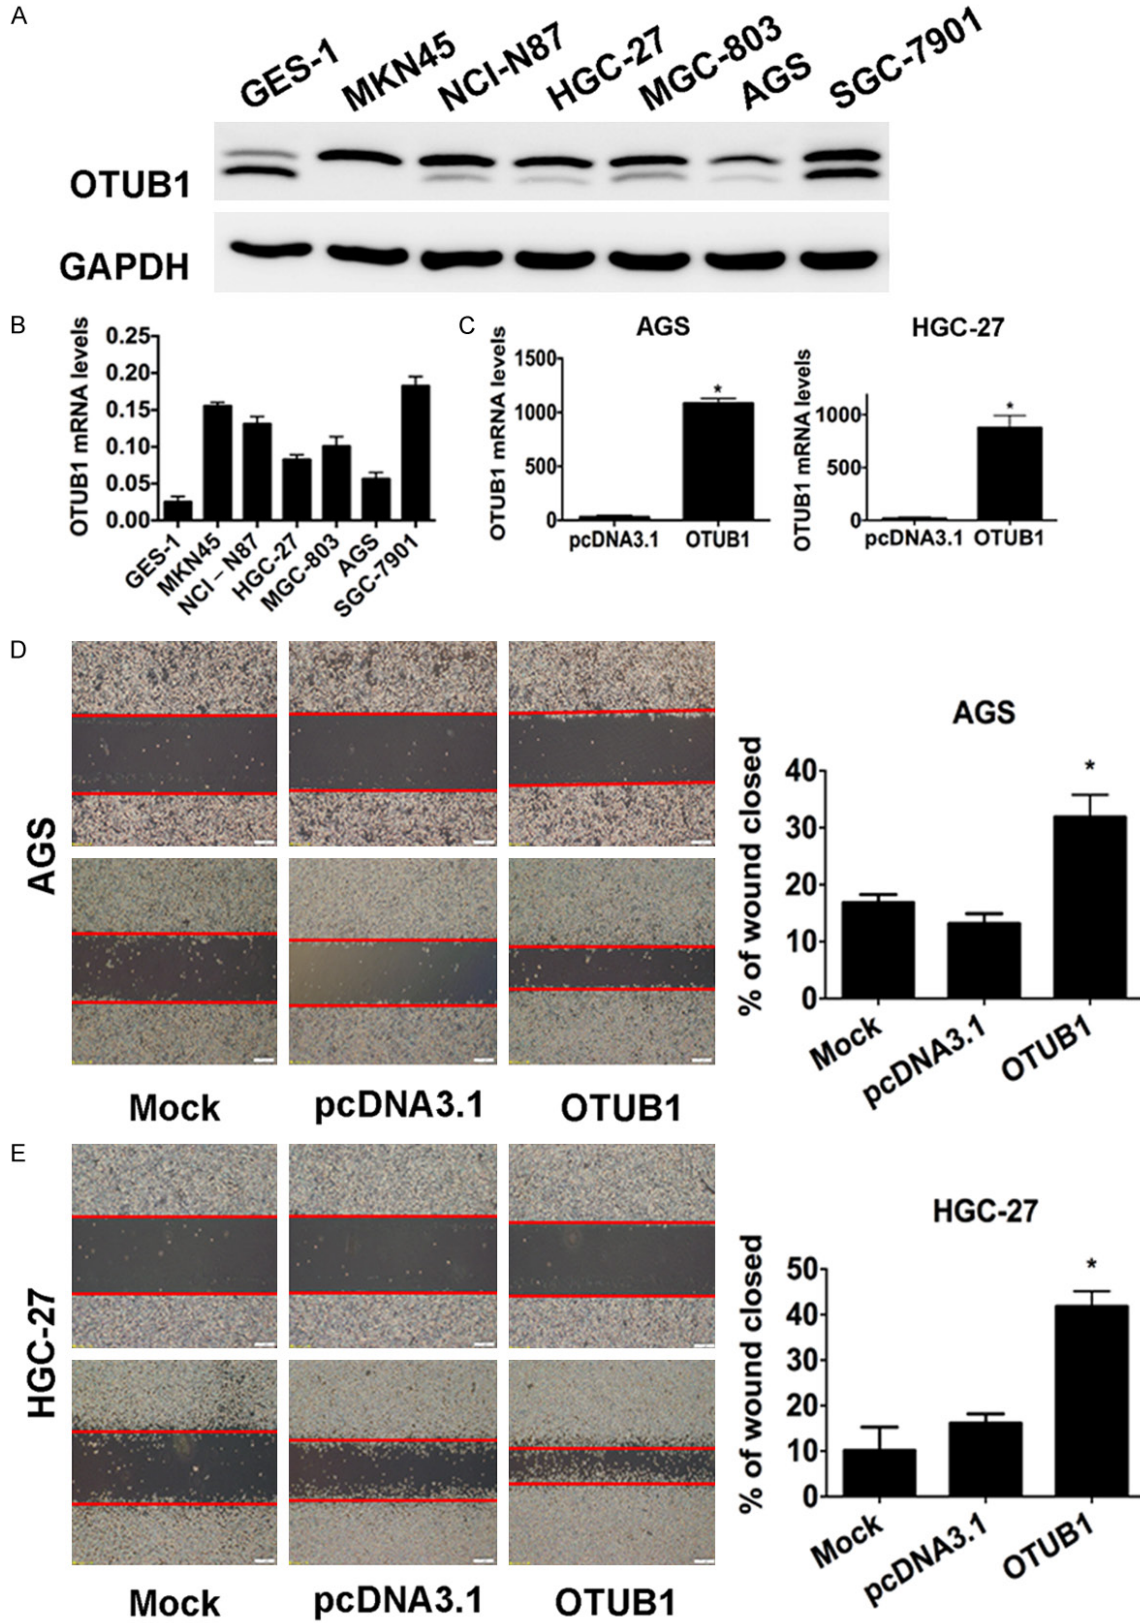 A
GES-1
MKN45
NCI-N87
HGC-27
MGC-803
AGS
SGC-7901
OTUB1
GAPDH
B
OTUB1 mRNA levels
0.25
0.20
0.15
0.10
0.05
0.00
GES-1
MKN45
NCI – N87
HGC-27
MGC-803
AGS
SGC-7901
C
AGS
OTUB1 mRNA levels
1500
1000
500
0
*
pcDNA3.1
OTUB1
HGC-27
OTUB1 mRNA levels
1000
500
0
*
pcDNA3.1
OTUB1
D
AGS
Mock
pcDNA3.1
OTUB1
AGS
% of wound closed
40
30
20
10
0
*
Mock
pcDNA3.1
OTUB1
E
HGC-27
Mock
pcDNA3.1
OTUB1
HGC-27
% of wound closed
50
40
30
20
10
0
*
Mock
pcDNA3.1
OTUB1